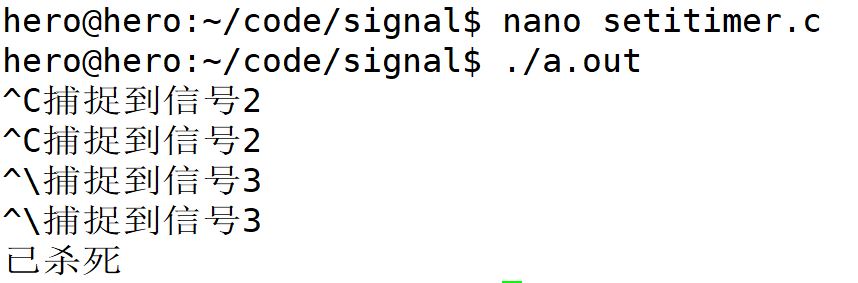 hero@hero:~/code/signal$ nano setitimer.c
hero@hero:~/code/signal$ ./a.out
^C捕捉到信号2
^C捕捉到信号2
^\捕捉到信号3
^\捕捉到信号3
已杀死